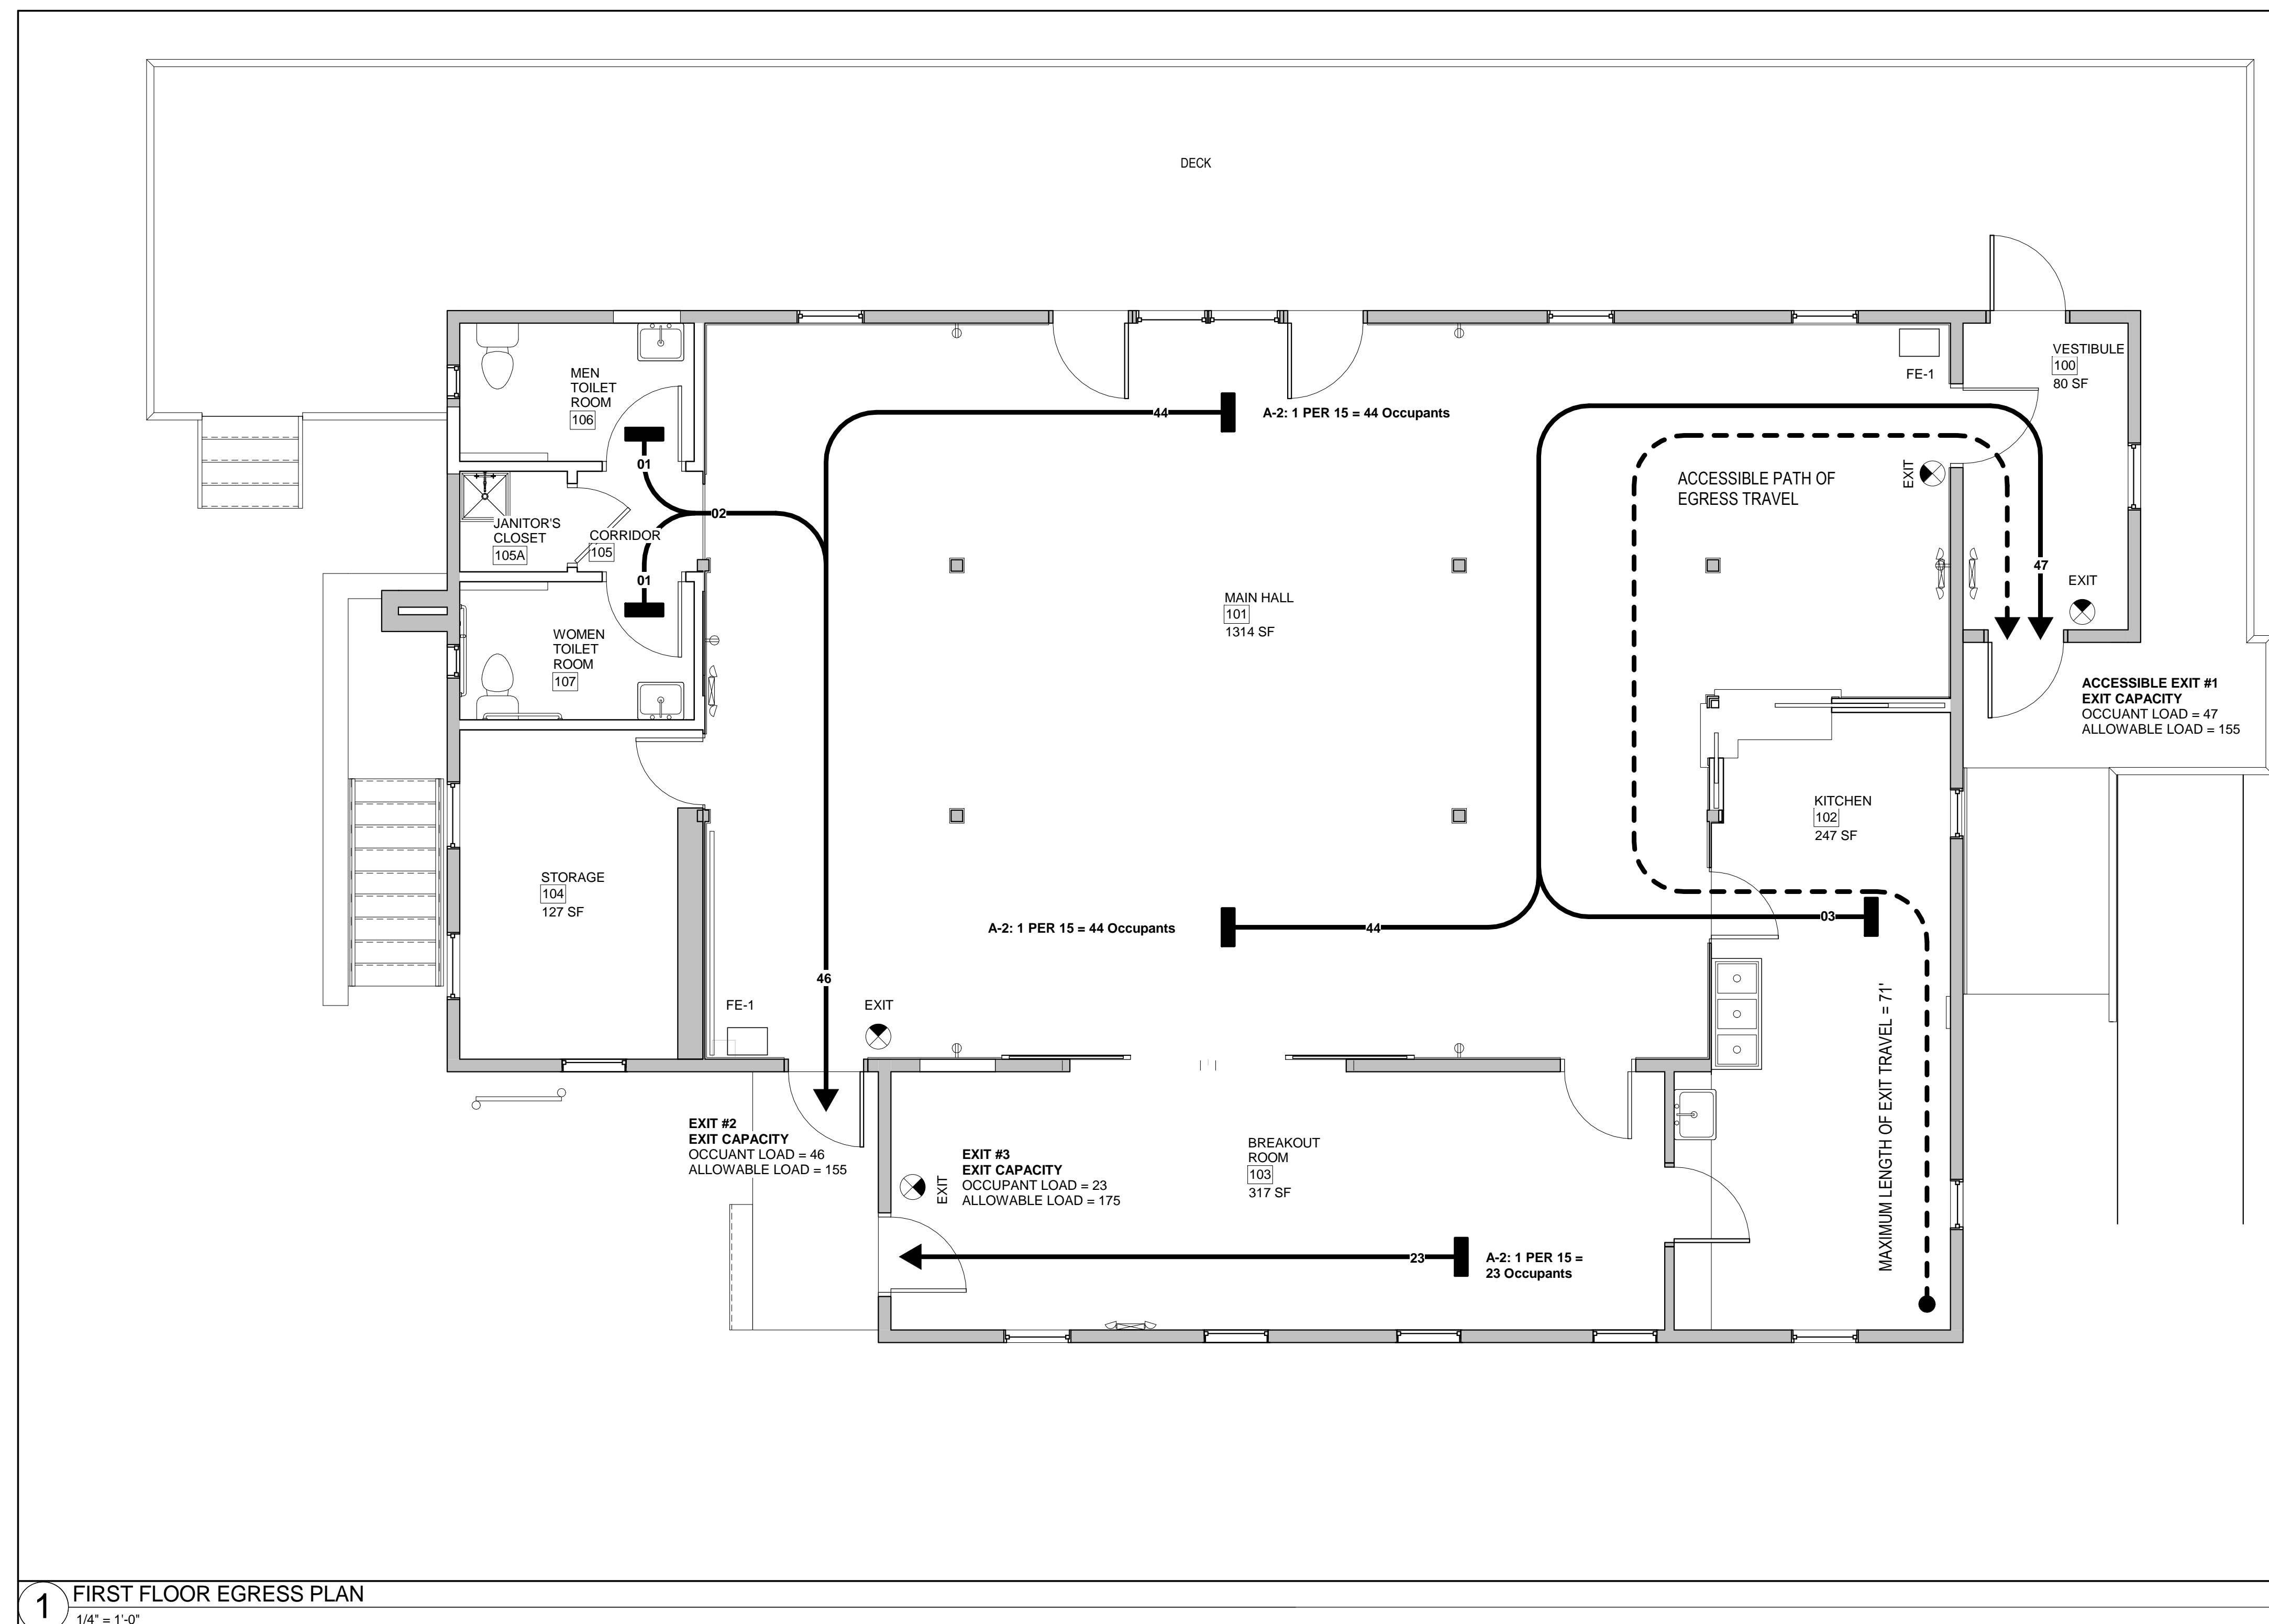 DECK
MEN
TOILET
ROOM
106
VESTIBULE
100
80 SF
FE-1
44
A-2: 1 PER 15 = 44 Occupants
01
02
JANITOR'S
CLOSET
105A
CORRIDOR
105
01
ACCESSIBLE PATH OF
EGRESS TRAVEL
EXIT
47
EXIT
MAIN HALL
101
1314 SF
WOMEN
TOILET
ROOM
107
ACCESSIBLE EXIT #1
EXIT CAPACITY
OCCUANT LOAD = 47
ALLOWABLE LOAD = 155
KITCHEN
102
247 SF
STORAGE
104
127 SF
A-2: 1 PER 15 = 44 Occupants
44
03
46
FE-1
EXIT
MAXIMUM LENGTH OF EXIT TRAVEL = 71'
EXIT #2
EXIT CAPACITY
OCCUANT LOAD = 46
ALLOWABLE LOAD = 155
EXIT
EXIT #3
EXIT CAPACITY
OCCUPANT LOAD = 23
ALLOWABLE LOAD = 175
BREAKOUT
ROOM
103
317 SF
23
A-2: 1 PER 15 =
23 Occupants
1
FIRST FLOOR EGRESS PLAN
1/4" = 1'-0"